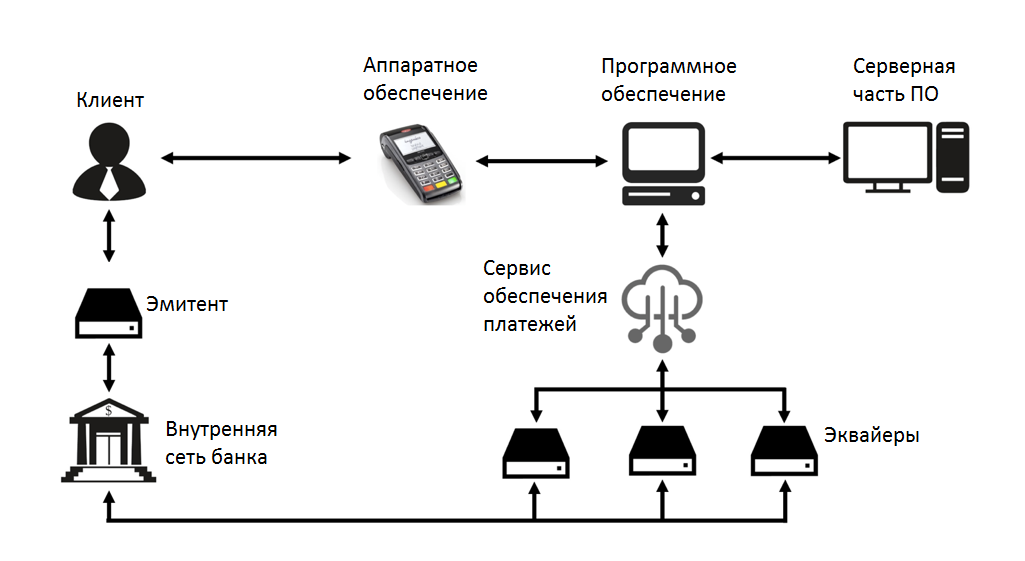 Клиент
Аппаратное
обеспечение
Программное
обеспечение
Серверная
часть ПО
Эмитент
Сервис
обеспечения
платежей
Внутренняя
сеть банка
$
Эквайеры